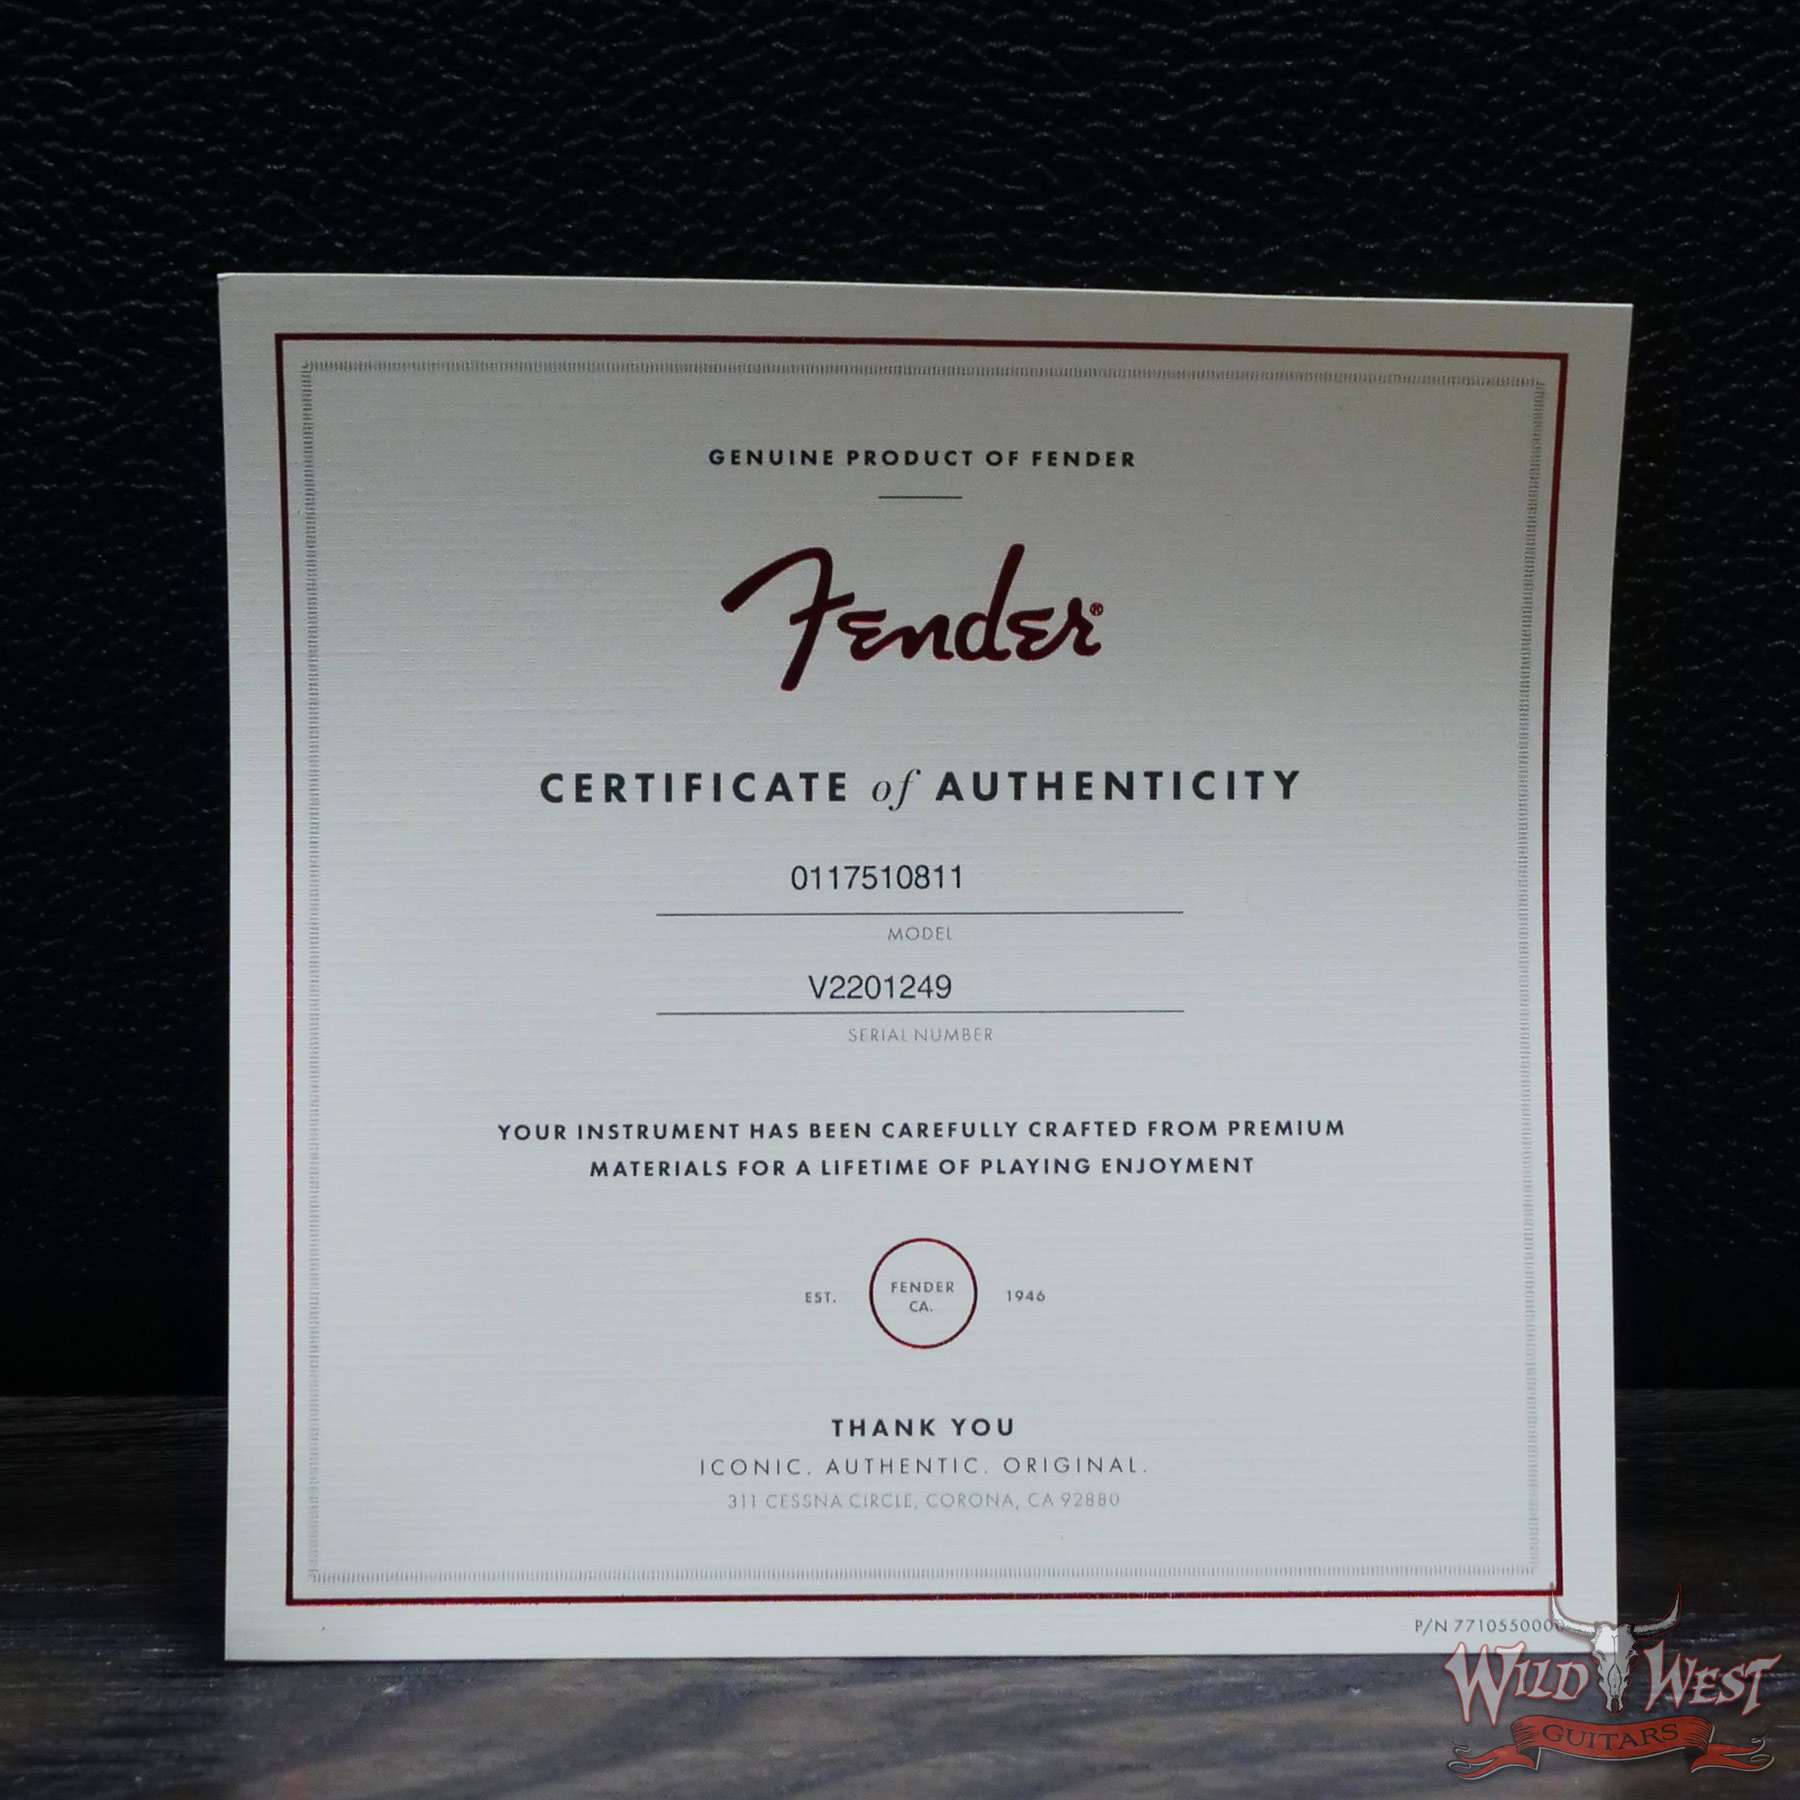 GENUINE PRODUCT OF FENDER
Fender®
CERTIFICATE of AUTHENTICITY
0117510811
MODEL
V2201249
SERIAL NUMBER
YOUR INSTRUMENT HAS BEEN CAREFULLY CRAFTED FROM PREMIUM
MATERIALS FOR A LIFETIME OF PLAYING ENJOYMENT
EST. FENDER CA. 1946
THANK YOU
ICONIC. AUTHENTIC. ORIGINAL.
311 CESSNA CIRCLE, CORONA, CA 92880
P/N
WILD WEST
GUITARS